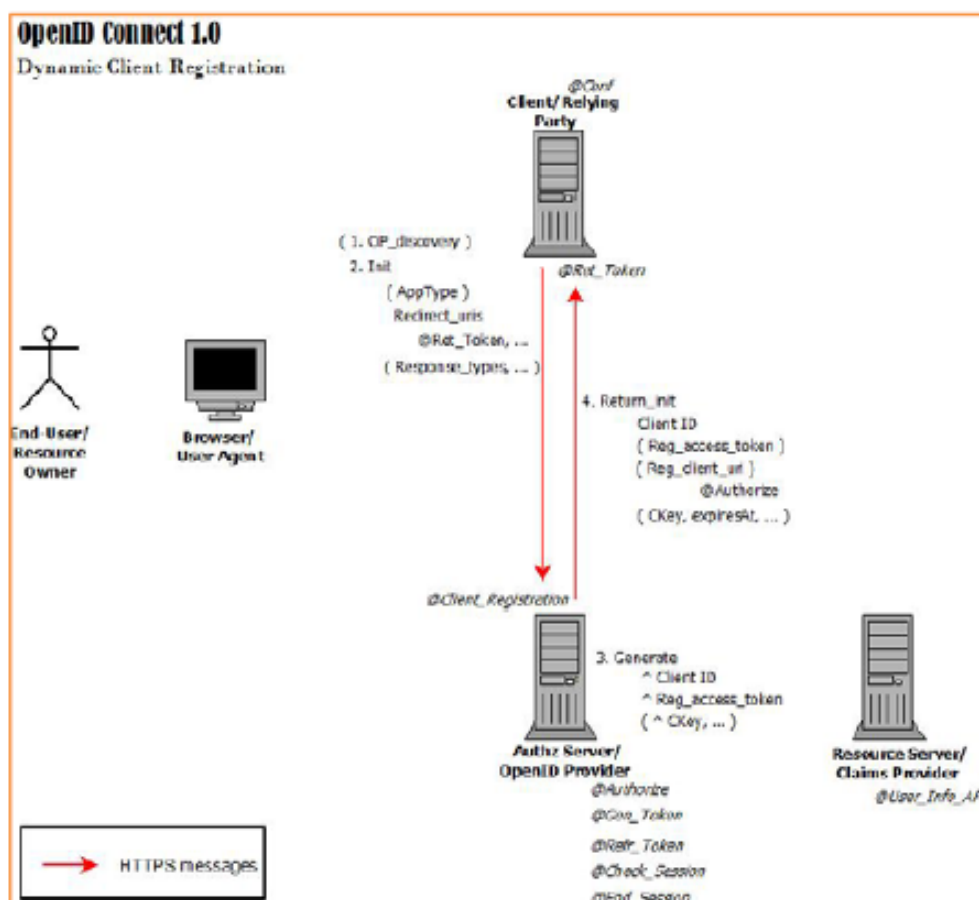 OpenID Connect 1.0
Dynamic Client Registration
@Conf
Client/Relying
Party
( 1. OP_discovery )
2. Init
( AppType )
Redirect_uris
@Ret_Token, ...
( Response_types, ... )
@Ret_Token
4. Return_init
Client ID
( Reg_access_token )
( Reg_client_uri )
@Authorize
( CKey, expiresAt, ... )
End-User/
Resource
Owner
Browser/
User Agent
@Client_Registration
3. Generate
^ Client ID
^ Reg_access_token
( ^ CKey, ... )
Authz Server/
OpenID Provider
@Authorize
@Gen_Token
@Refr_Token
@Check_Session
@End_Session
Resource Server/
Claims Provider
@User_Info_AP
HTTPS messages